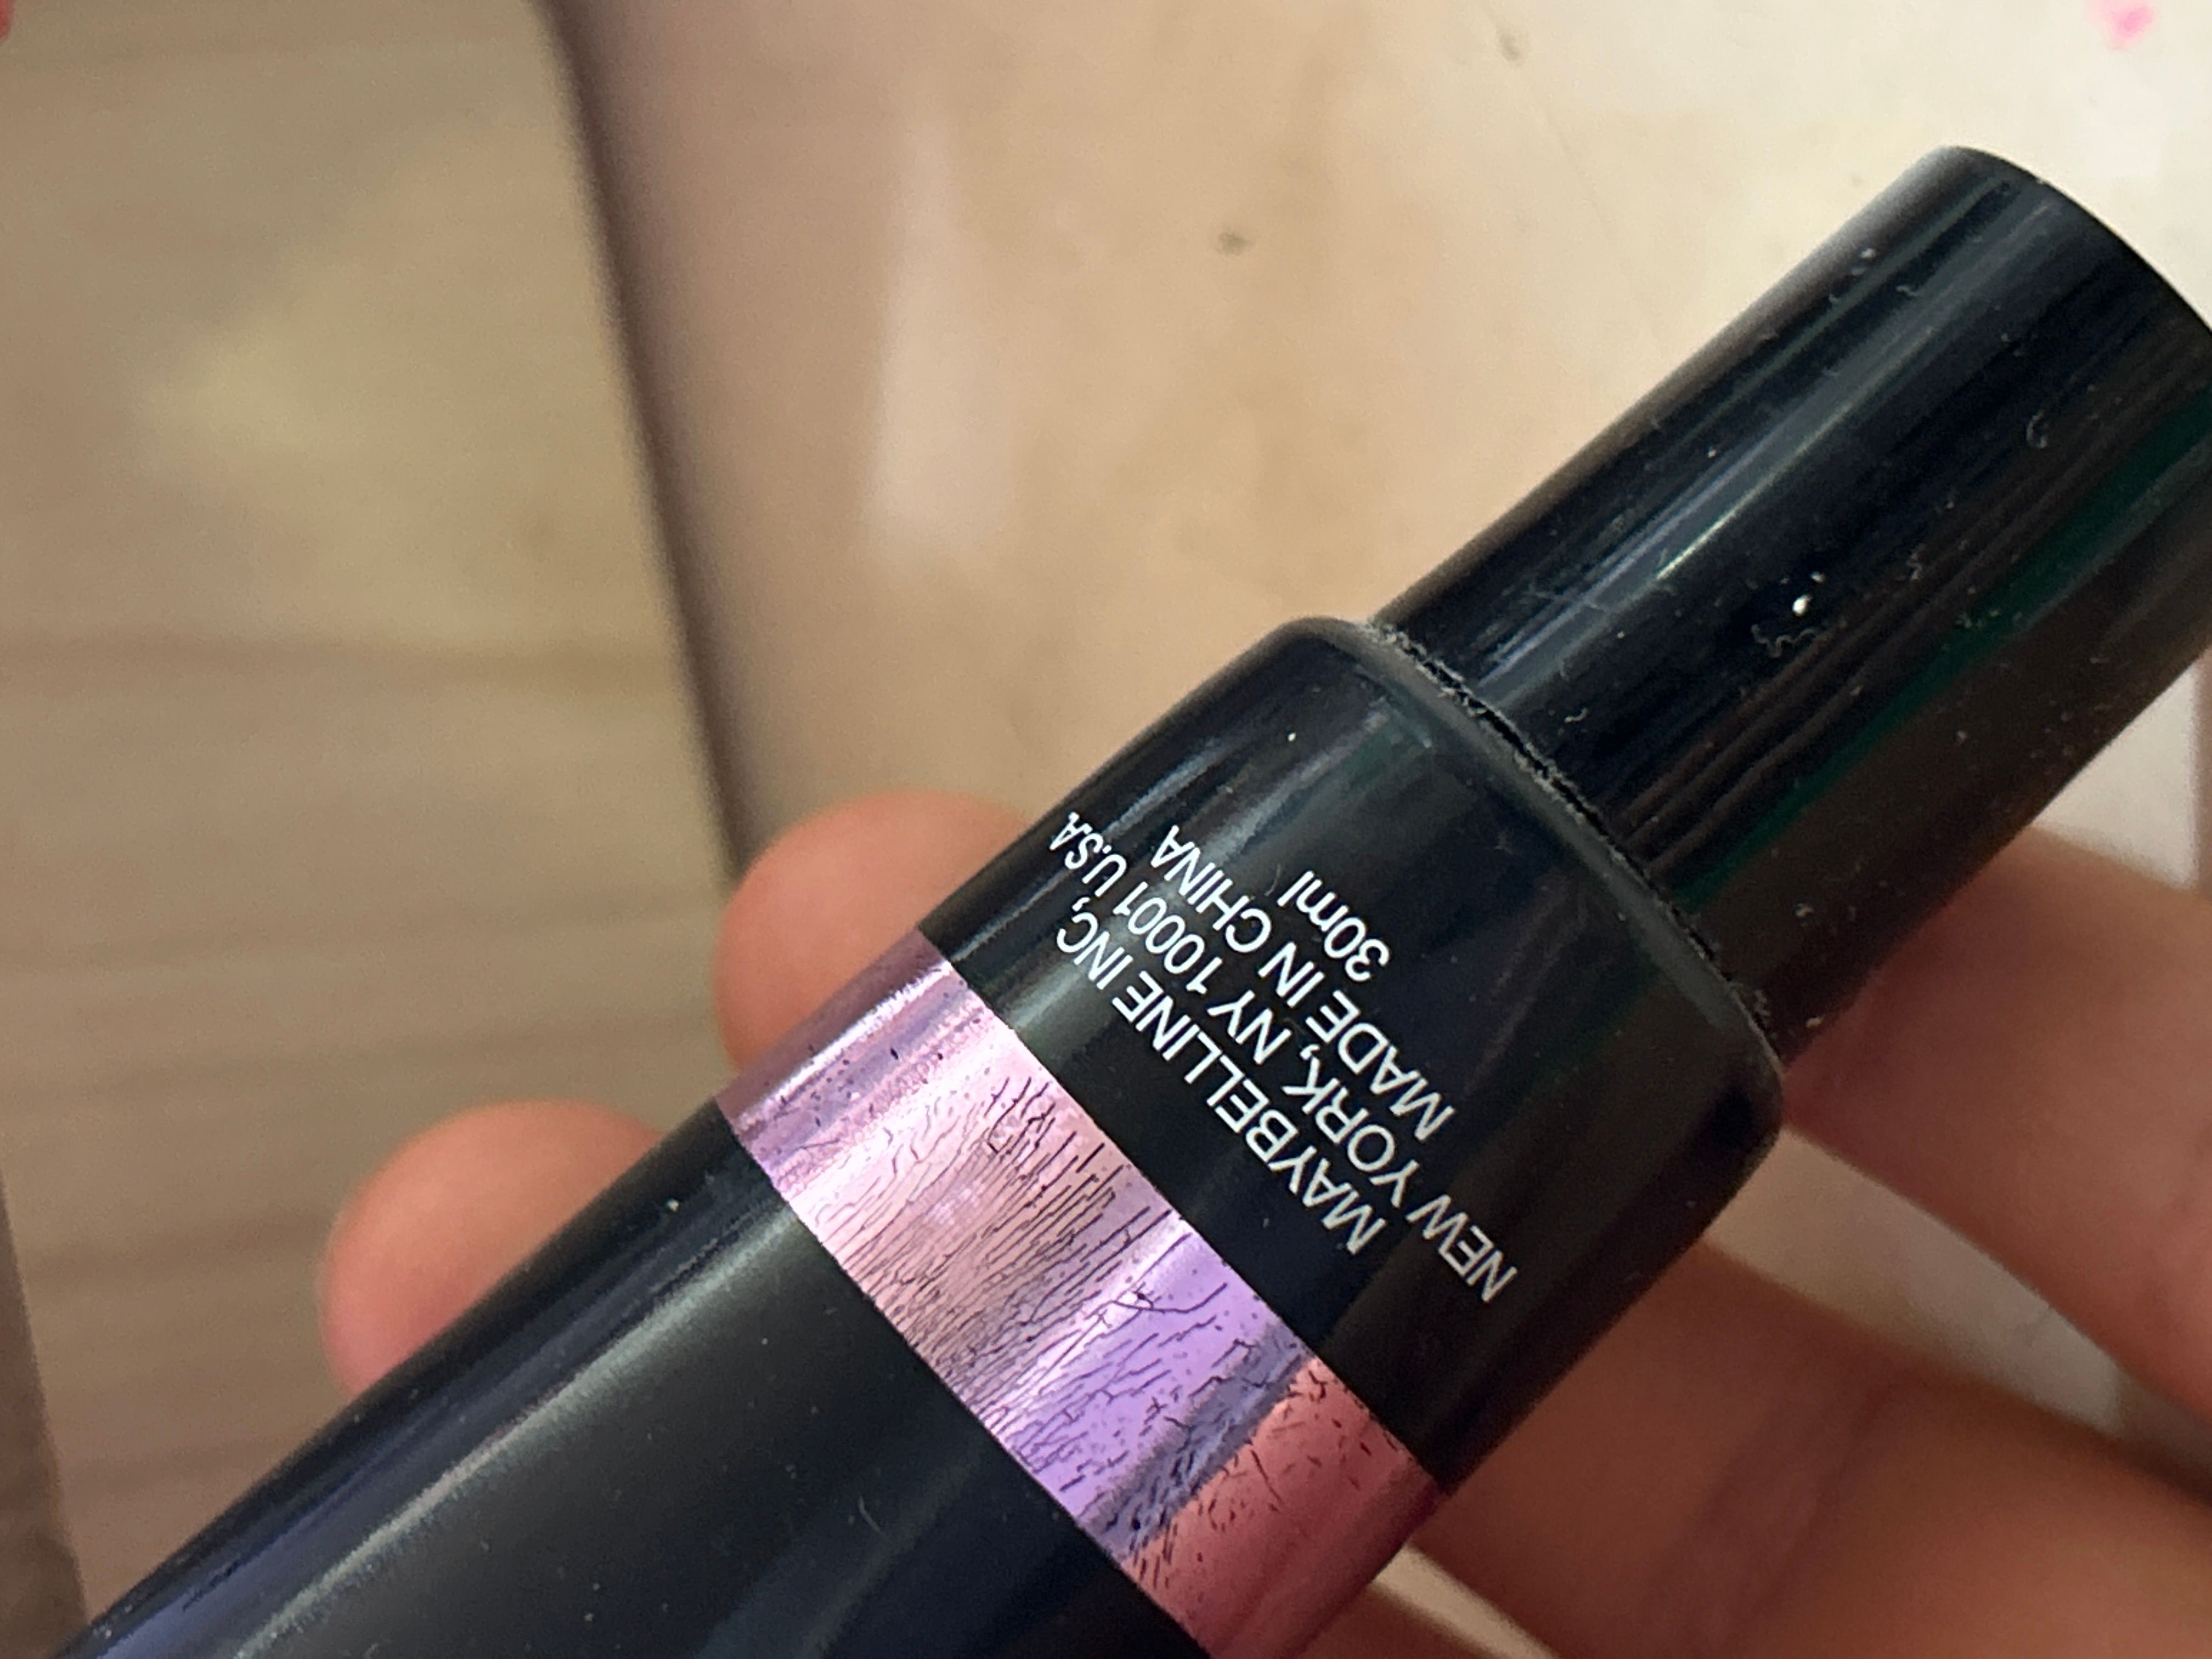 MAYBELLINE INC,
NEW YORK, NY 10001 U.S.A
MADE IN CHINA
30ml